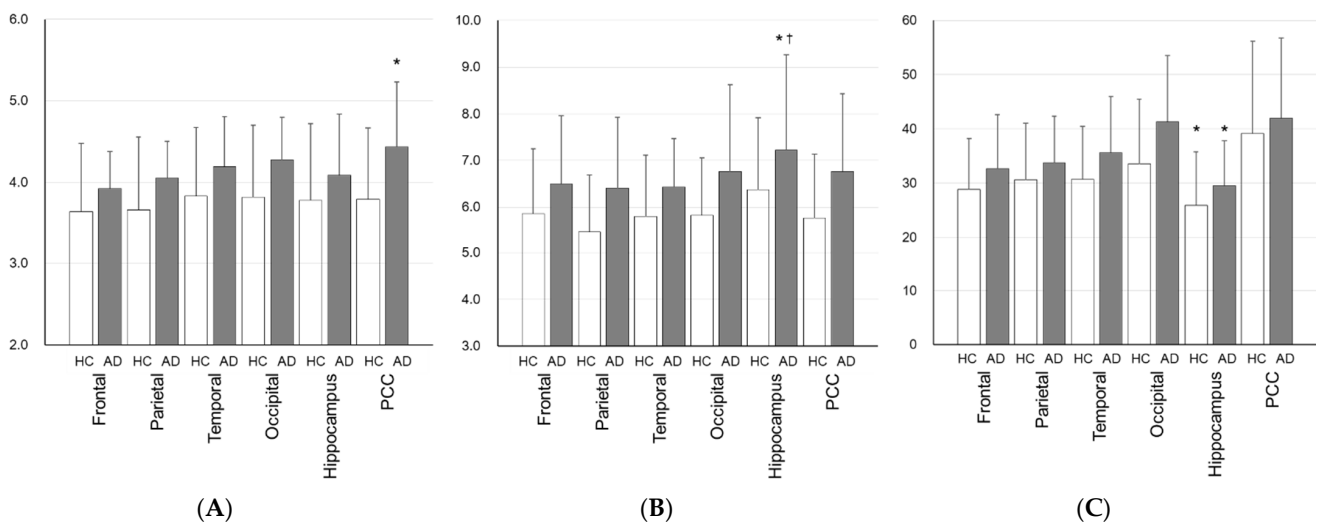 6.0
5.0
4.0
3.0
2.0
*
HC AD HC AD HC AD HC AD HC AD HC AD
Frontal
Parietal
Temporal
Occipital
Hippocampus
PCC
(A)
10.0
9.0
8.0
7.0
6.0
5.0
4.0
3.0
* †
HC AD HC AD HC AD HC AD HC AD HC AD
Frontal
Parietal
Temporal
Occipital
Hippocampus
PCC
(B)
60
50
40
30
20
10
0
* *
HC AD HC AD HC AD HC AD HC AD HC AD
Frontal
Parietal
Temporal
Occipital
Hippocampus
PCC
(C)